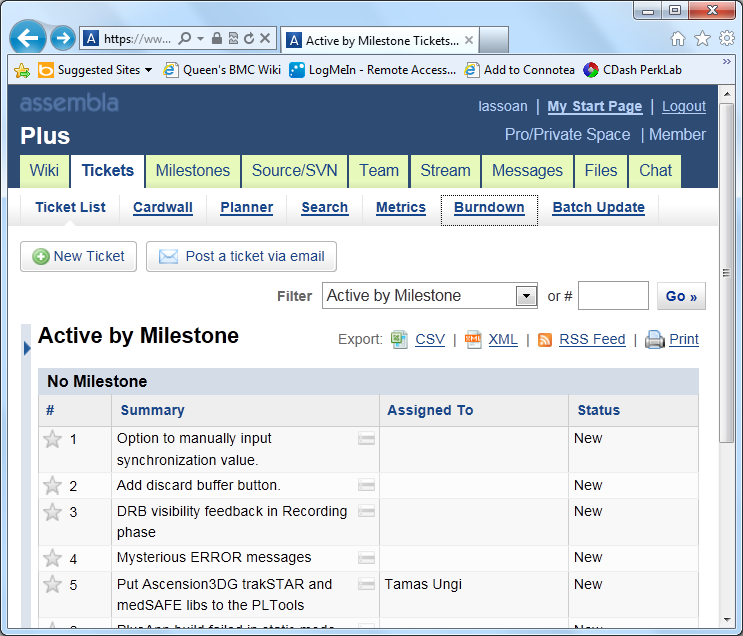 https://ww...
Active by Milestone Tickets...
Suggested Sites
Queen's BMC Wiki
LogMeIn - Remote Access...
Add to Connotea
CDash PerkLab
assembla
lassoan | My Start Page | Logout
Plus
Pro/Private Space | Member
Wiki Tickets Milestones Source/SVN Team Stream Messages Files Chat
Ticket List Cardwall Planner Search Metrics Burndown Batch Update
New Ticket Post a ticket via email
Filter Active by Milestone or # Go »
Active by Milestone
Export: CSV | XML | RSS Feed | Print
No Milestone
# Summary Assigned To Status
1 Option to manually input New
synchronization value.
2 Add discard buffer button. New
3 DRB visibility feedback in Recording New
phase
4 Mysterious ERROR messages New
5 Put Ascension3DG trakSTAR and Tamas Ungi New
medSAFE libs to the PLTools